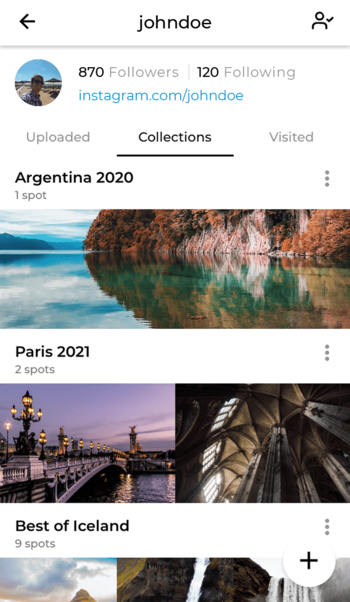 johndoe
870 Followers 120 Following
instagram.com/johndoe
Uploaded Collections Visited
Argentina 2020
1 spot
Paris 2021
2 spots
Best of Iceland
9 spots